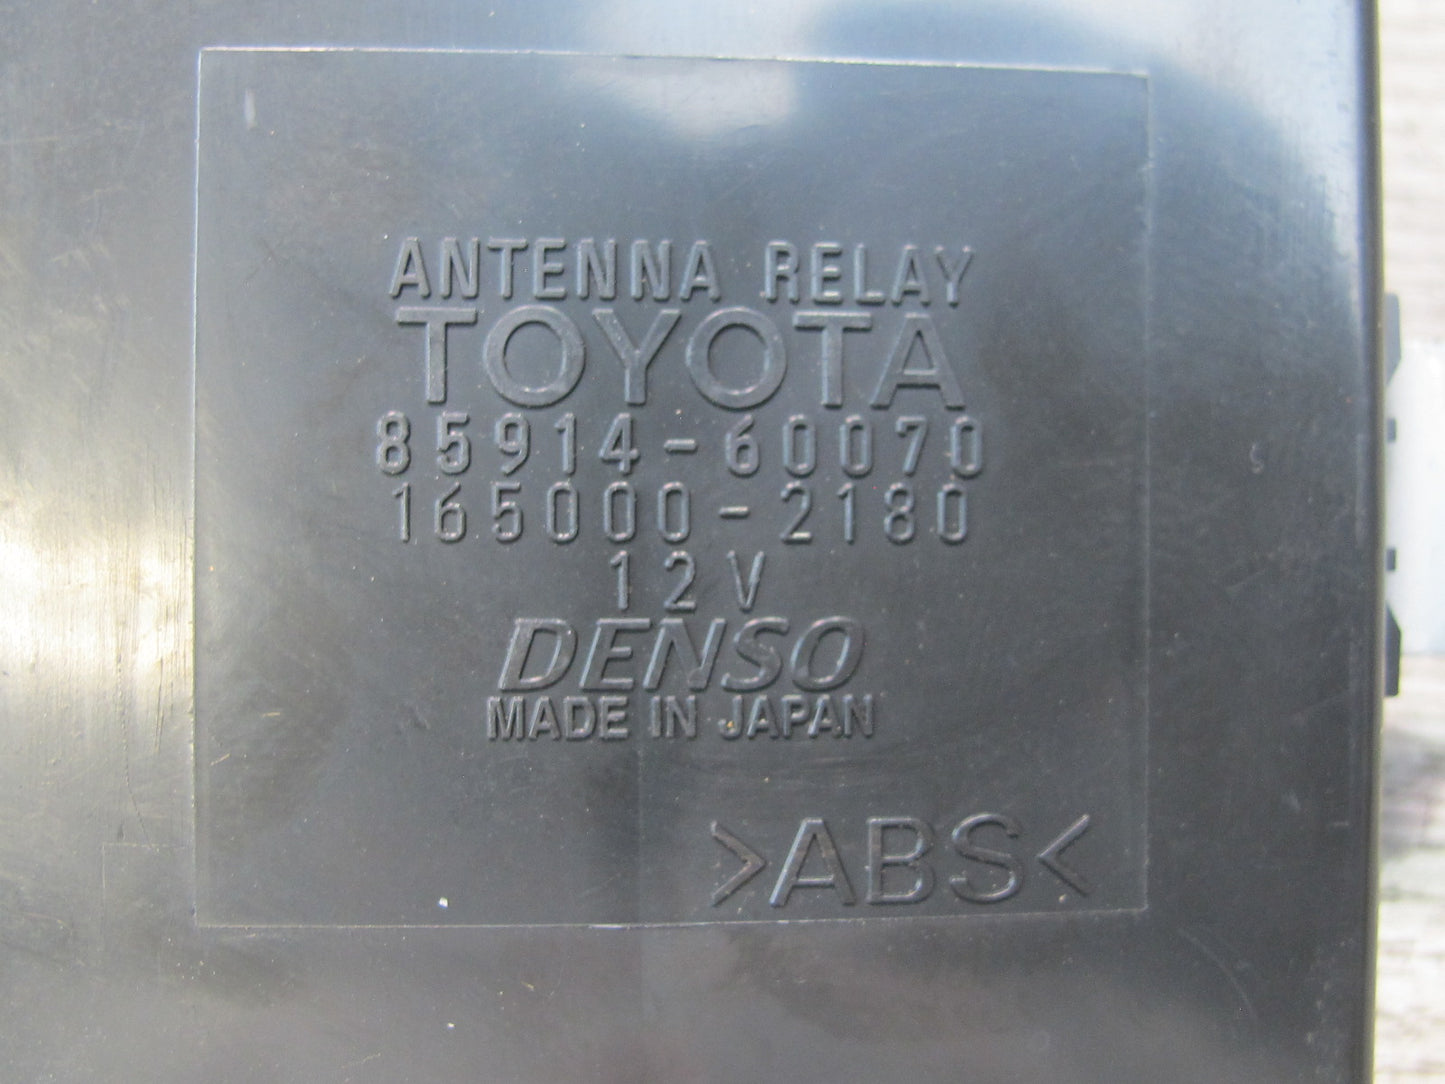 ANTENNA RELAY
TOYOTA
85914-60070
165000-2180
12V
DENSO
MADE IN JAPAN
>ABS<